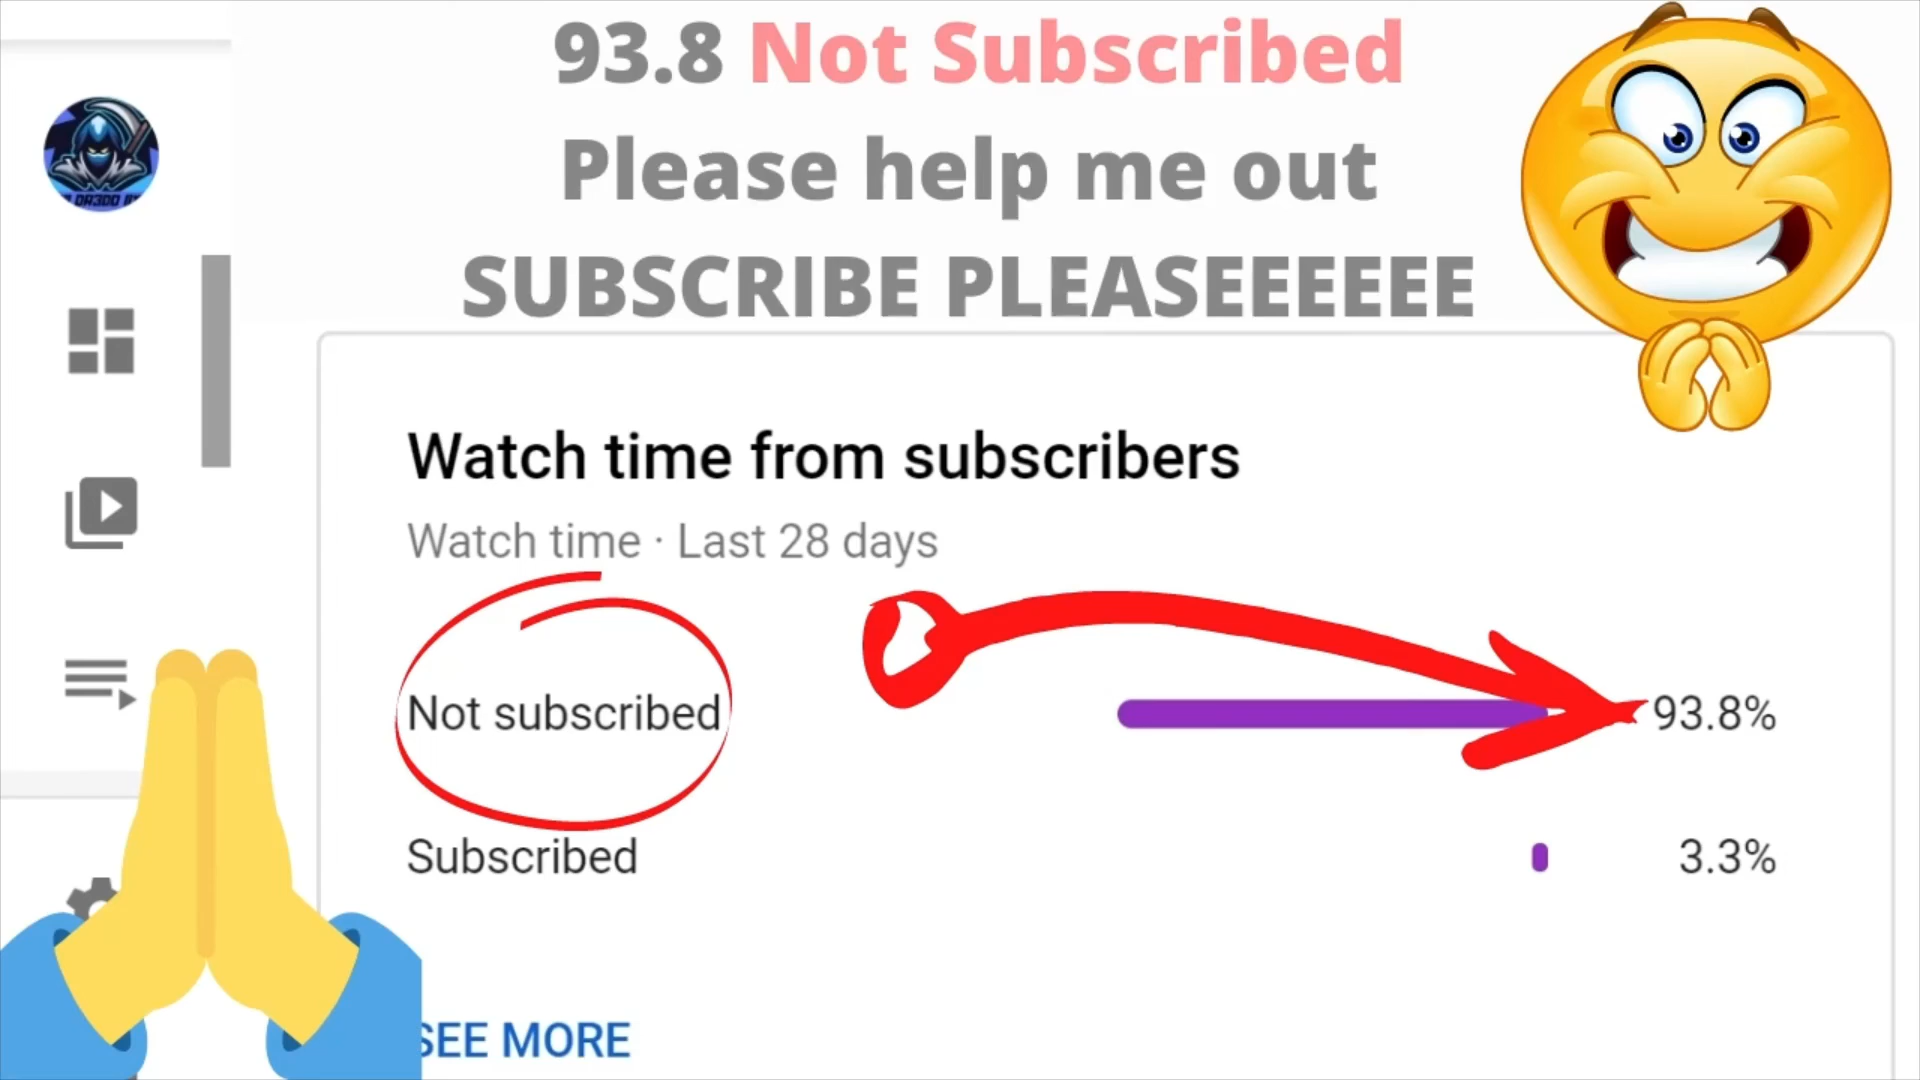 93.8 Not Subscribed
Please help me out
SUBSCRIBE PLEASEEEEEE
Watch time from subscribers
Watch time · Last 28 days
Not subscribed 93.8%
Subscribed 3.3%
SEE MORE